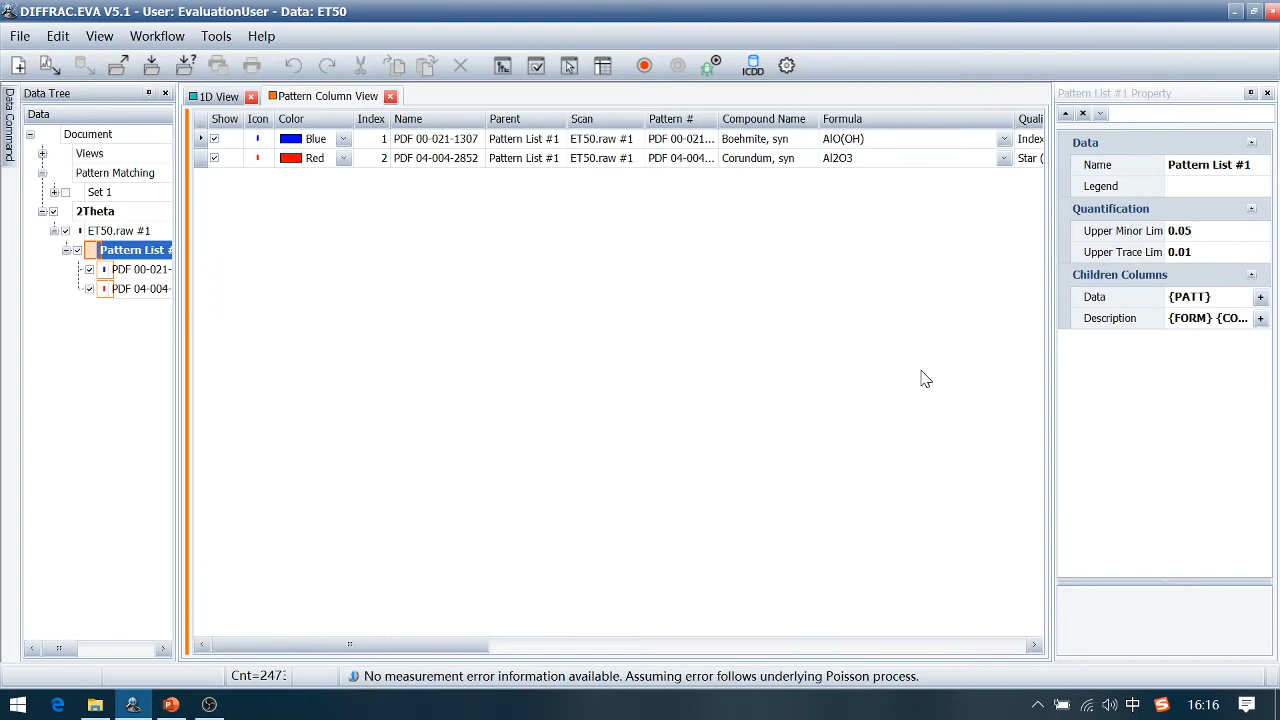 DIFFRAC.EVA V5.1 - User: EvaluationUser - Data: ET50
File Edit View Workflow Tools Help
ICDD
Data Command
Data Tree
Data
Document
Views
Pattern Matching
Set 1
2Theta
ET50.raw #1
Pattern List #
PDF 00-021-
PDF 04-004-
1D View Pattern Column View
Show Icon Color Index Name Parent Scan Pattern # Compound Name Formula Quali
Blue 1 PDF 00-021-1307 Pattern List #1 ET50.raw #1 PDF 00-021... Boehmite, syn AlO(OH) Index
Red 2 PDF 04-004-2852 Pattern List #1 ET50.raw #1 PDF 04-004... Corundum, syn Al2O3 Star (
Pattern List #1 Property
Data
Name Pattern List #1
Legend
Quantification
Upper Minor Lim 0.05
Upper Trace Lim 0.01
Children Columns
Data {PATT}
Description {FORM} {CO...
Cnt=247
No measurement error information available. Assuming error follows underlying Poisson process.
中 16:16